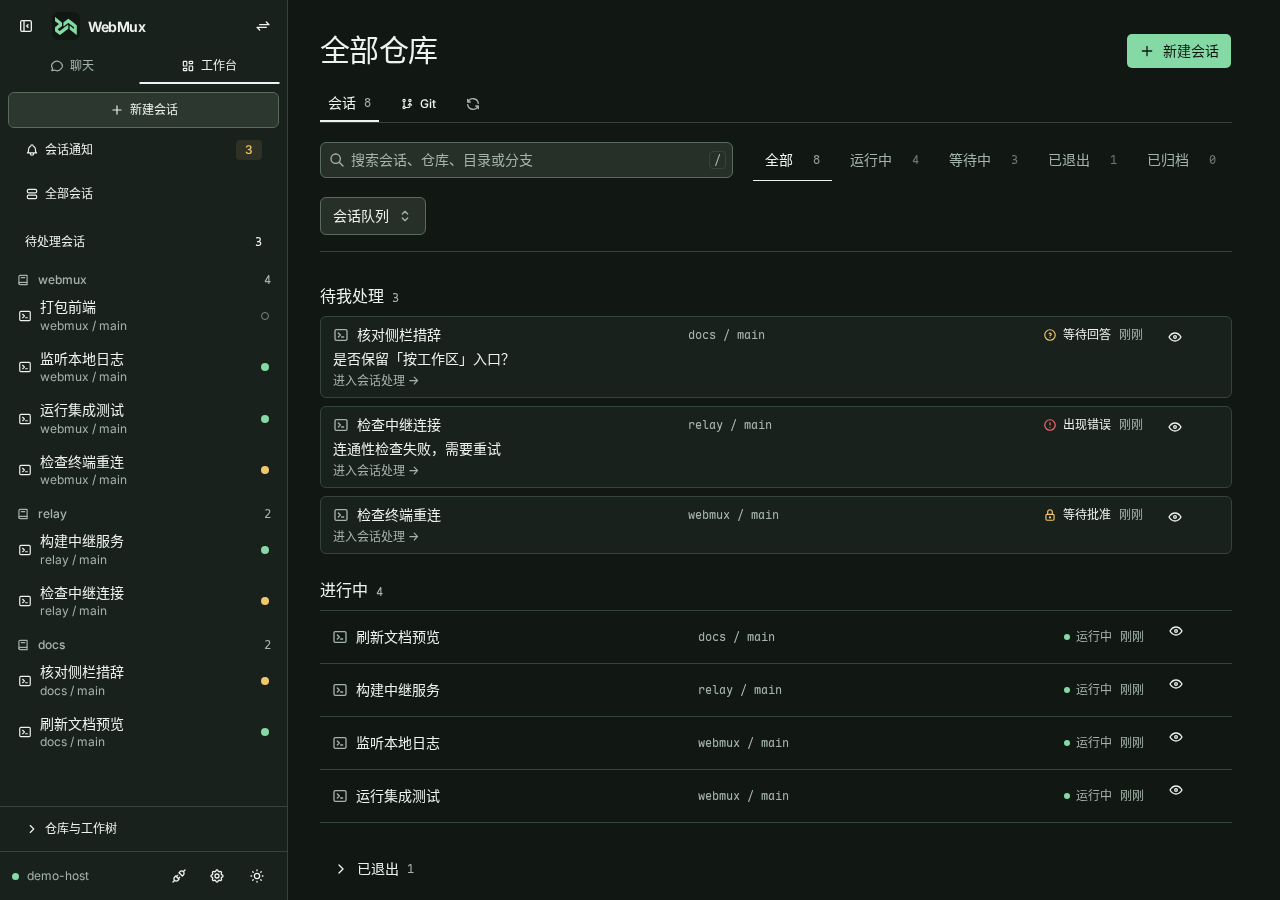 WebMux
聊天
工作台
新建会话
会话通知 3
全部会话
待处理会话 3
webmux 4
打包前端
webmux / main
监听本地日志
webmux / main
运行集成测试
webmux / main
检查终端重连
webmux / main
relay 2
构建中继服务
relay / main
检查中继连接
relay / main
docs 2
核对侧栏措辞
docs / main
刷新文档预览
docs / main
仓库与工作树
demo-host
全部仓库
新建会话
会话 8 Git
搜索会话、仓库、目录或分支 /
全部 8 运行中 4 等待中 3 已退出 1 已归档 0
会话队列
待我处理 3
核对侧栏措辞 docs / main 等待回答 刚刚
是否保留「按工作区」入口？
进入会话处理 →
检查中继连接 relay / main 出现错误 刚刚
连通性检查失败，需要重试
进入会话处理 →
检查终端重连 webmux / main 等待批准 刚刚
进入会话处理 →
进行中 4
刷新文档预览 docs / main 运行中 刚刚
构建中继服务 relay / main 运行中 刚刚
监听本地日志 webmux / main 运行中 刚刚
运行集成测试 webmux / main 运行中 刚刚
已退出 1